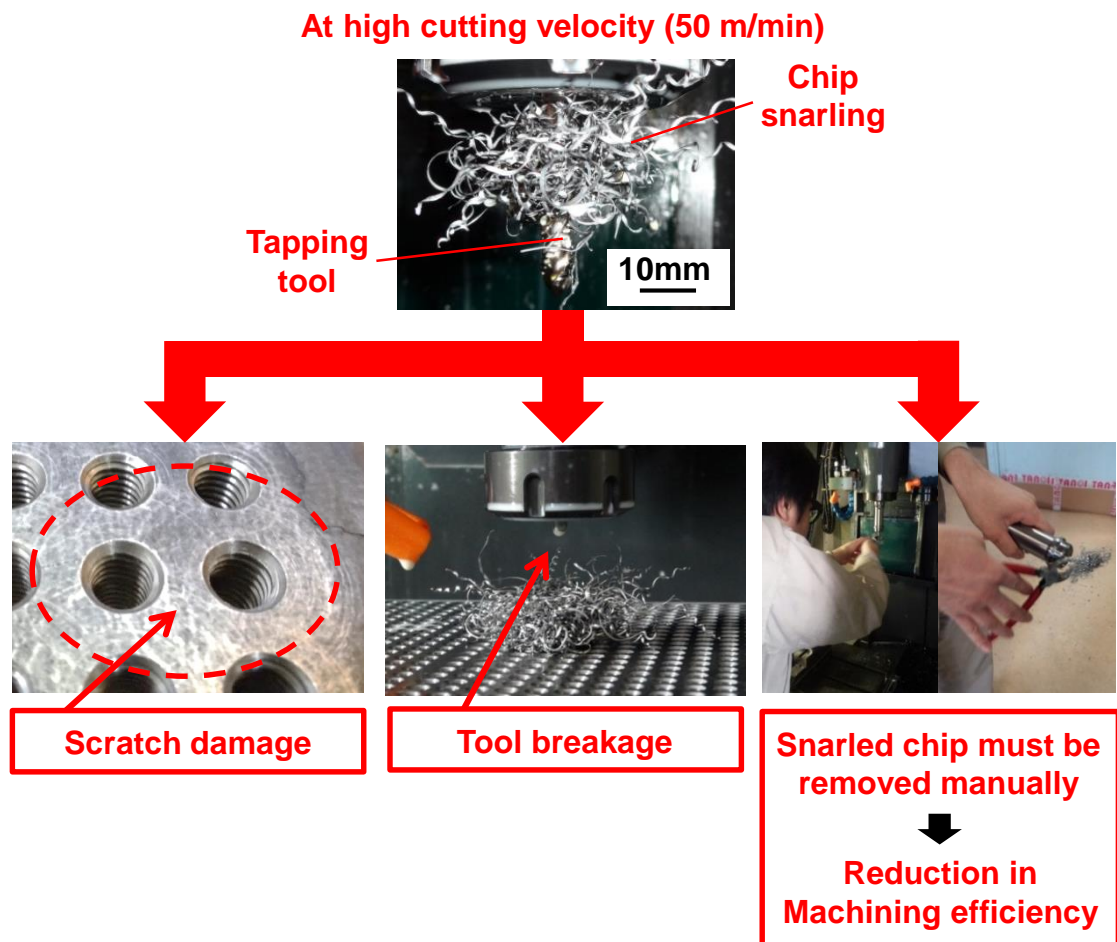 At high cutting velocity (50 m/min)
Chip
snarling
Tapping
tool
10mm
Scratch damage
Tool breakage
Snarled chip must be
removed manually
Reduction in
Machining efficiency